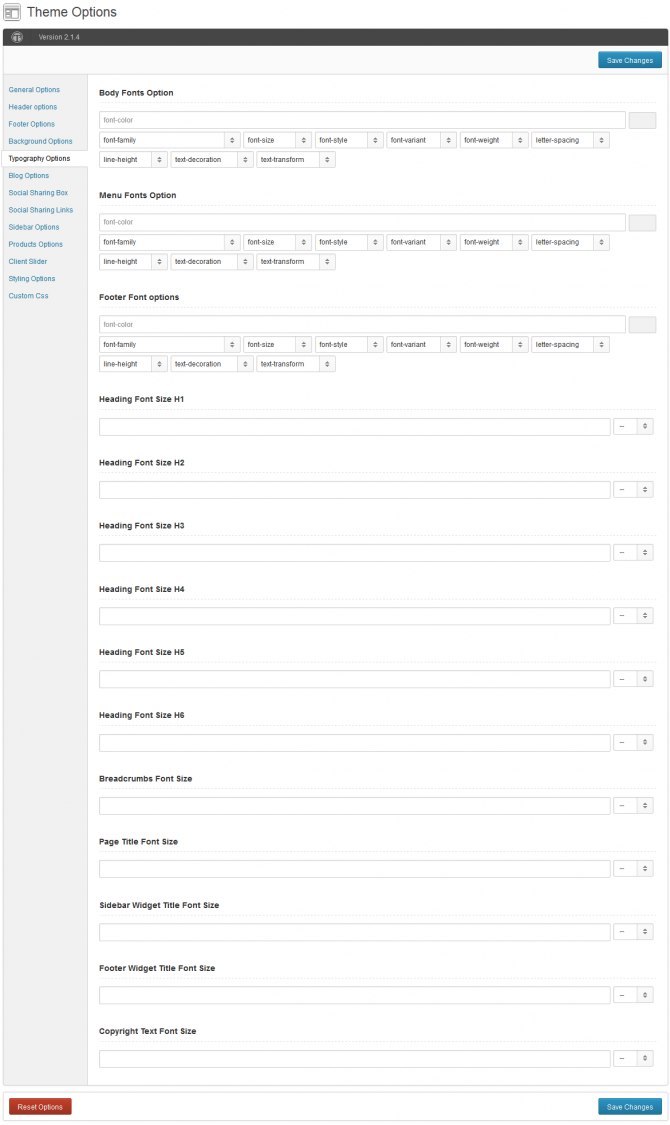 Theme Options
Version 2.1.4
Save Changes
General Options
Header options
Footer Options
Background Options
Typography Options
Blog Options
Social Sharing Box
Social Sharing Links
Sidebar Options
Products Options
Client Slider
Styling Options
Custom Css
Body Fonts Option
font-color
font-family font-size font-style font-variant font-weight letter-spacing
line-height text-decoration text-transform
Menu Fonts Option
font-color
font-family font-size font-style font-variant font-weight letter-spacing
line-height text-decoration text-transform
Footer Font options
font-color
font-family font-size font-style font-variant font-weight letter-spacing
line-height text-decoration text-transform
Heading Font Size H1
--
Heading Font Size H2
--
Heading Font Size H3
--
Heading Font Size H4
--
Heading Font Size H5
--
Heading Font Size H6
--
Breadcrumbs Font Size
--
Page Title Font Size
--
Sidebar Widget Title Font Size
--
Footer Widget Title Font Size
--
Copyright Text Font Size
--
Reset Options Save Changes